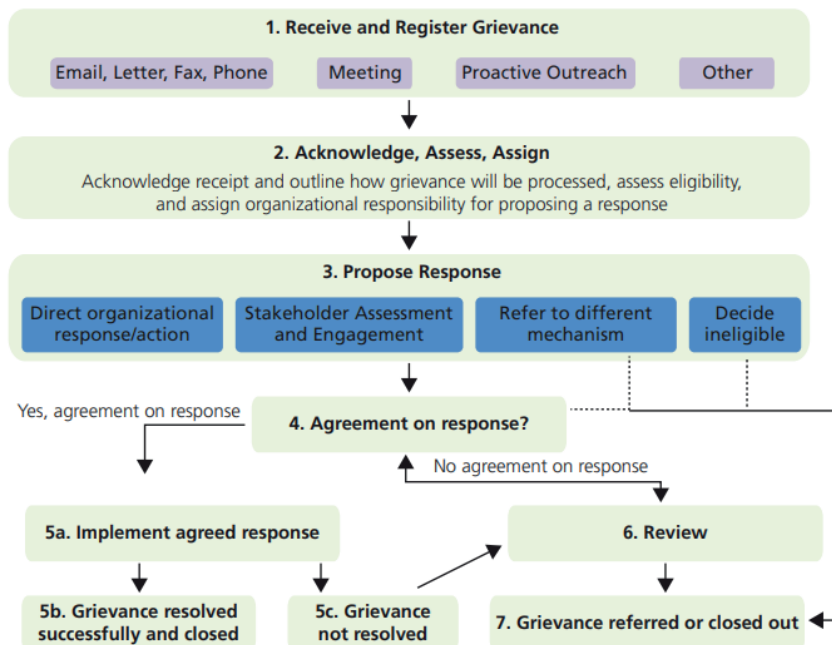 1. Receive and Register Grievance
Email, Letter, Fax, Phone
Meeting
Proactive Outreach
Other
2. Acknowledge, Assess, Assign
Acknowledge receipt and outline how grievance will be processed, assess eligibility,
and assign organizational responsibility for proposing a response
3. Propose Response
Direct organizational
response/action
Stakeholder Assessment
and Engagement
Refer to different
mechanism
Decide
ineligible
Yes, agreement on response
4. Agreement on response?
No agreement on response
5a. Implement agreed response
6. Review
5b. Grievance resolved
successfully and closed
5c. Grievance
not resolved
7. Grievance referred or closed out